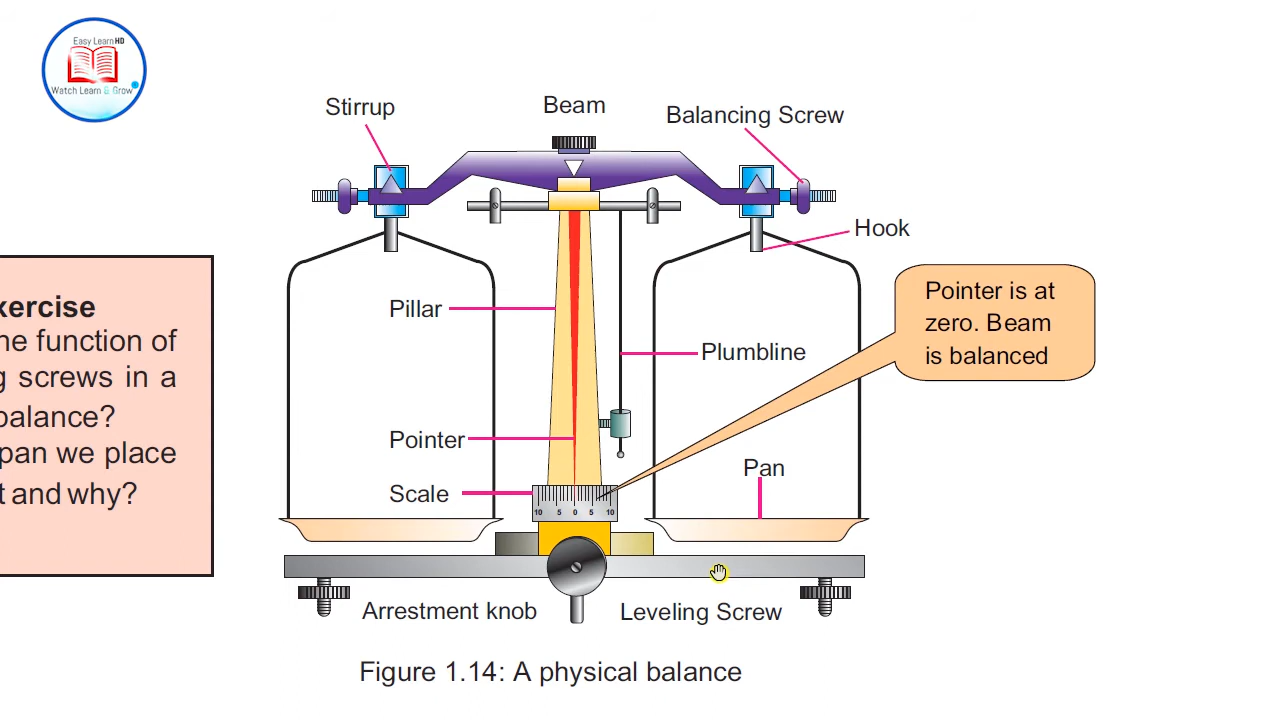 Easy Learn HD
Watch Learn & Grow
Stirrup
Beam
Balancing Screw
Hook
Pointer is at
zero. Beam
is balanced
xercise
ne function of
g screws in a
balance?
pan we place
t and why?
Pillar
Plumbline
Pointer
Scale
Pan
10 5 0 5 10
Arrestment knob
Leveling Screw
Figure 1.14: A physical balance